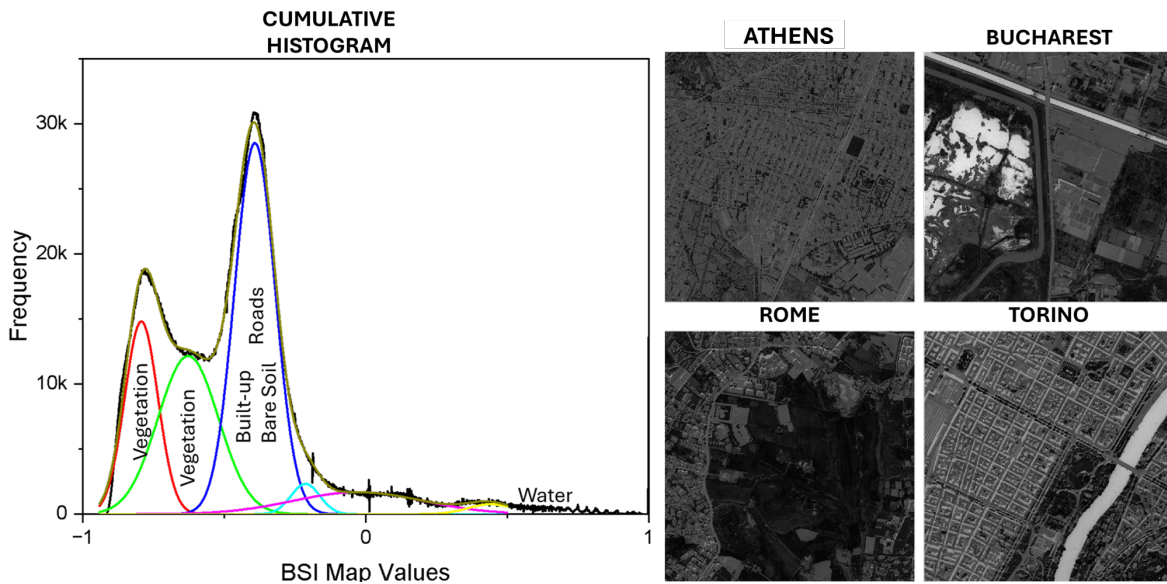 CUMULATIVE
HISTOGRAM
30k
20k
10k
0
Frequency
Vegetation
Vegetation
Built-up
Roads
Bare Soil
Water
−1
0
1
BSI Map Values
ATHENS
BUCHAREST
ROME
TORINO